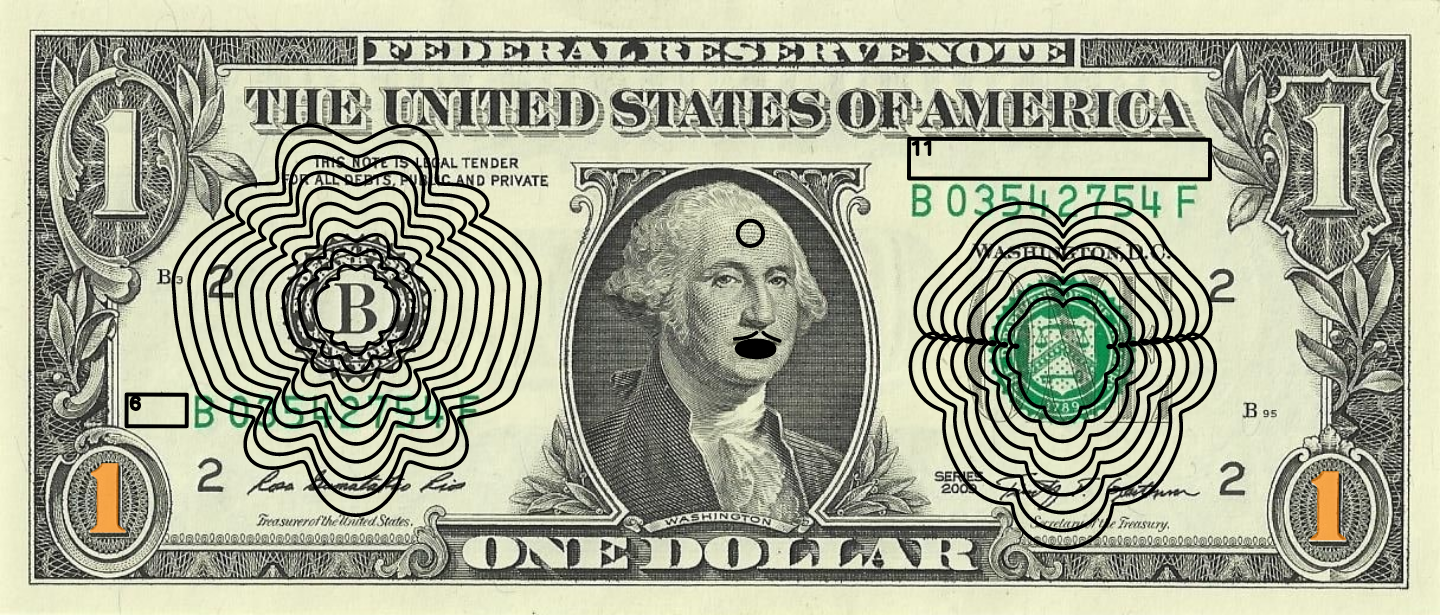 FEDERAL RESERVE NOTE
THE UNITED STATES OF AMERICA
1
1
THIS NOTE IS LEGAL TENDER
FOR ALL DEBTS, PUBLIC AND PRIVATE
11
B 03542754 F
WASHINGTON, D.C.
B 3
2
2
B
1789
6
B 03542754 F
B 95
2
2
SERIES
2009
Treasurer of the United States.
WASHINGTON
Secretary of the Treasury.
1
1
ONE DOLLAR